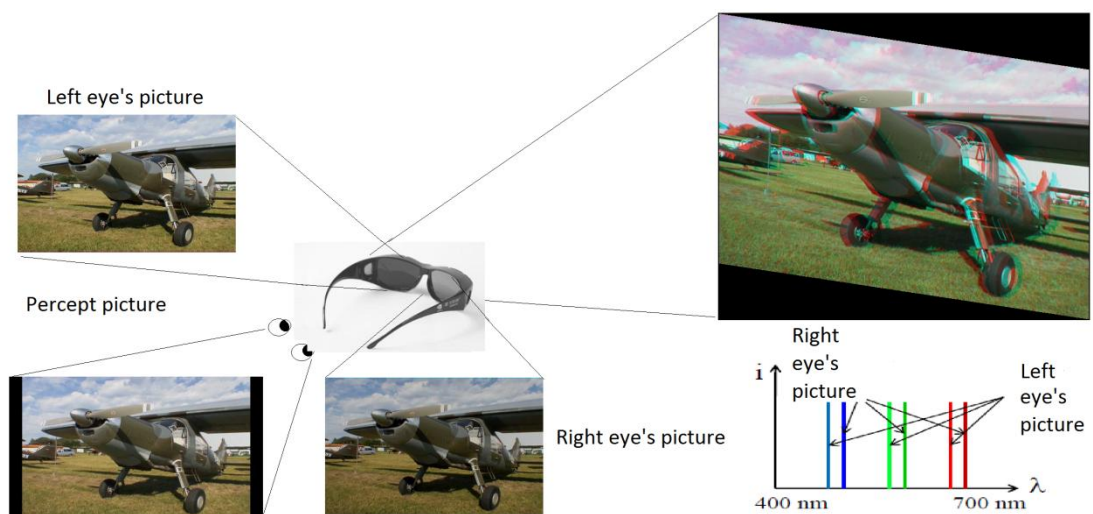 Left eye's picture
Percept picture
Right eye's picture
Right
eye's
picture
Left
eye's
picture
i
λ
400 nm
700 nm